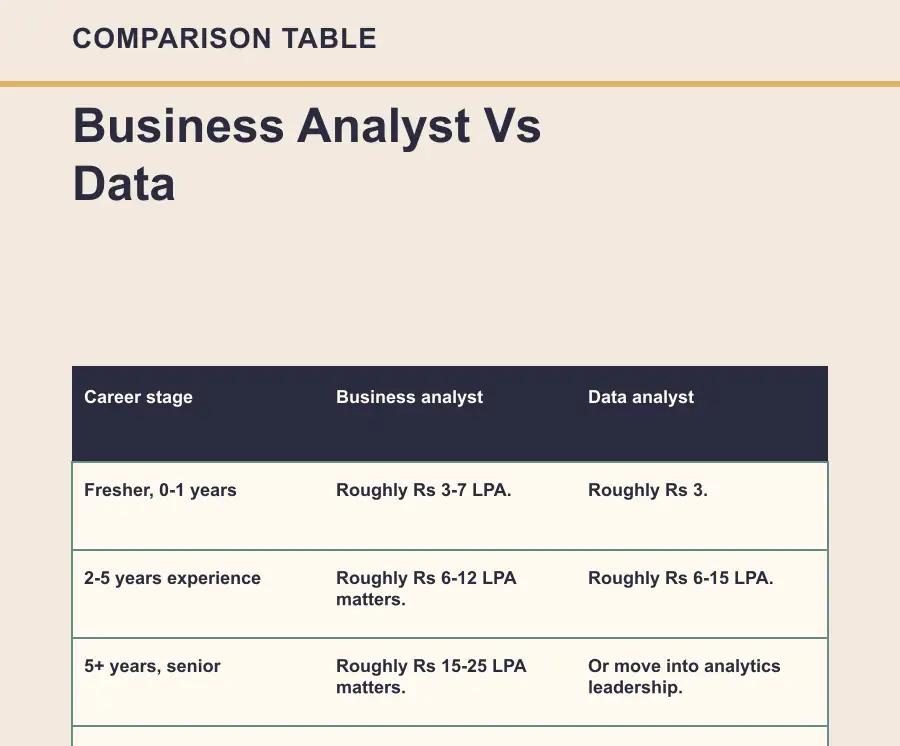 COMPARISON TABLE
Business Analyst Vs
Data
Career stage
Business analyst
Data analyst
Fresher, 0-1 years
Roughly Rs 3-7 LPA.
Roughly Rs 3.
2-5 years experience
Roughly Rs 6-12 LPA
matters.
Roughly Rs 6-15 LPA.
5+ years, senior
Roughly Rs 15-25 LPA
matters.
Or move into analytics
leadership.